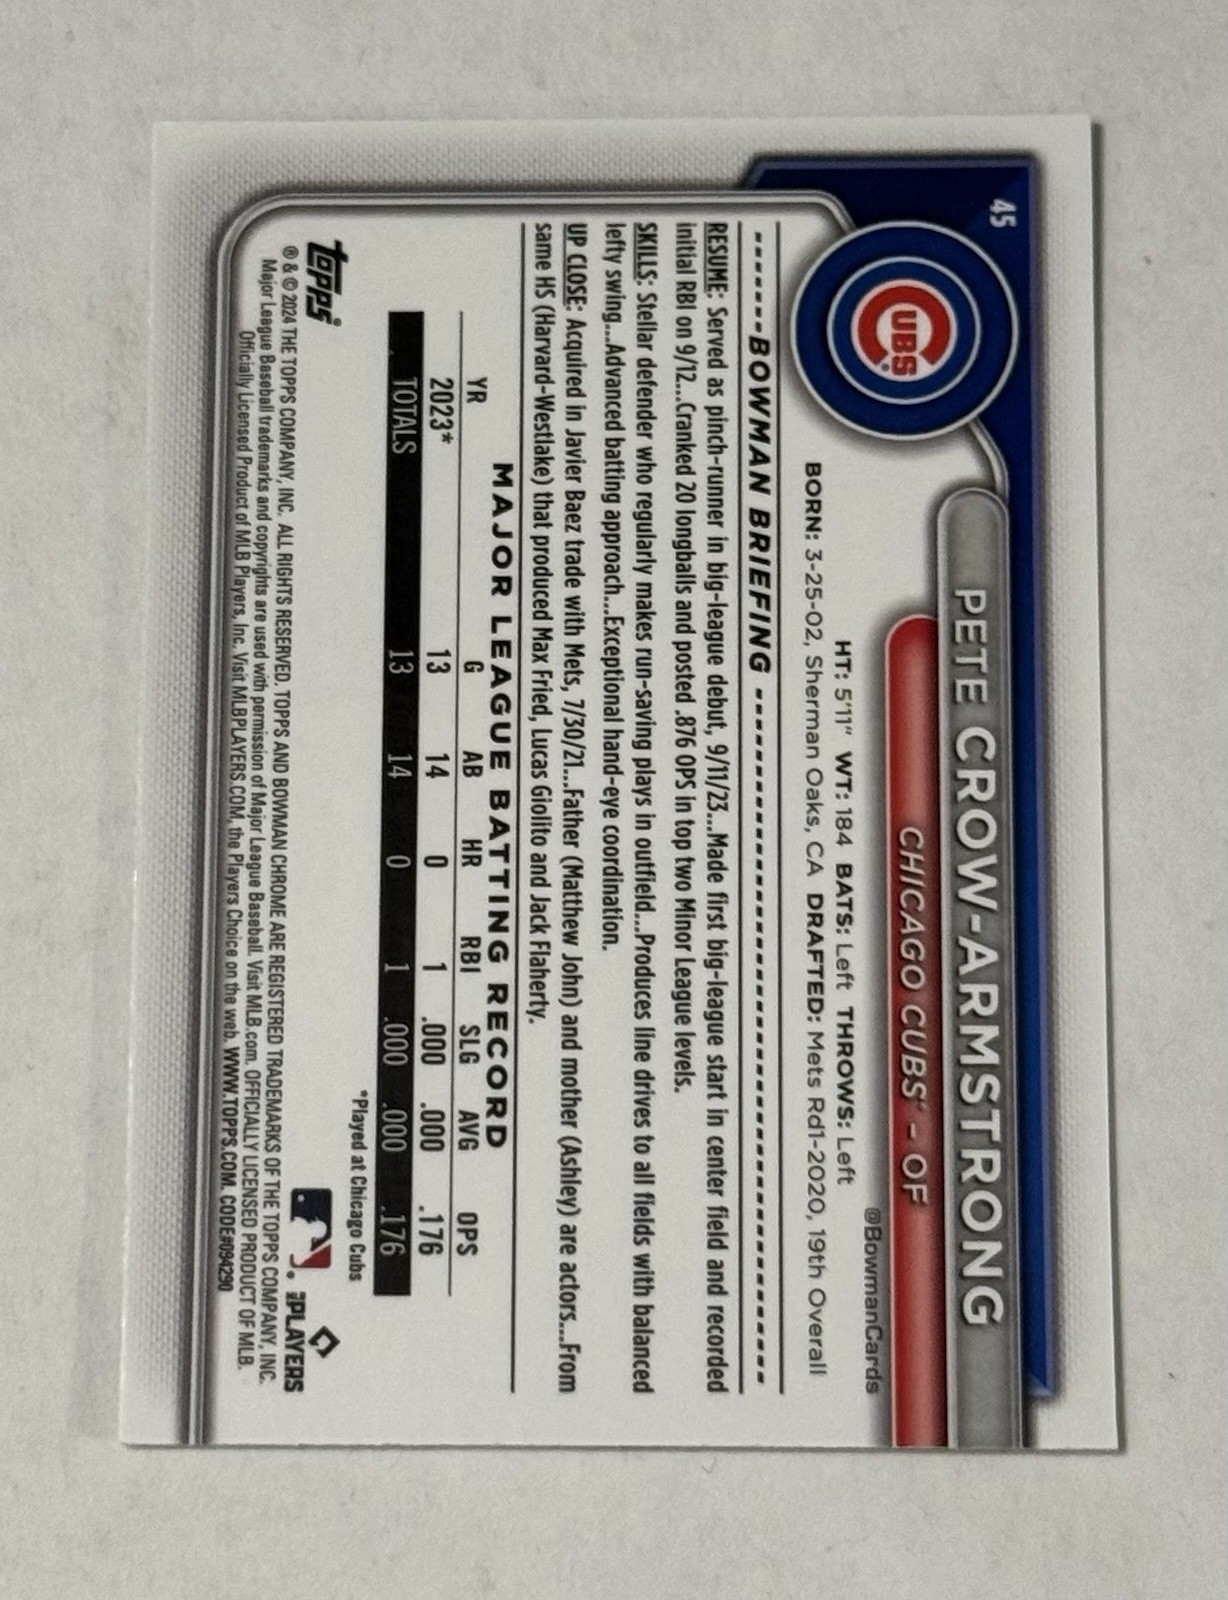 45
CUBS
PETE CROW-ARMSTRONG
CHICAGO CUBS™ - OF
@BowmanCards
HT: 5'11" WT: 184 BATS: Left THROWS: Left
BORN: 3-25-02, Sherman Oaks, CA DRAFTED: Mets Rd1-2020, 19th Overall
------BOWMAN BRIEFING ------
RESUME: Served as pinch-runner in big-league debut, 9/11/23...Made first big-league start in center field and recorded
initial RBI on 9/12...Cranked 20 longballs and posted .876 OPS in top two Minor League levels.
SKILLS: Stellar defender who regularly makes run-saving plays in outfield...Produces line drives to all fields with balanced
lefty swing...Advanced batting approach...Exceptional hand-eye coordination.
UP CLOSE: Acquired in Javier Baez trade with Mets, 7/30/21...Father (Matthew John) and mother (Ashley) are actors...From
same HS (Harvard-Westlake) that produced Max Fried, Lucas Giolito and Jack Flaherty.
MAJOR LEAGUE BATTING RECORD
YR G AB HR RBI SLG AVG OPS
2023* 13 14 0 1 .000 .000 .176
TOTALS 13 14 0 1 .000 .000 .176
*Played at Chicago Cubs
topps
PLAYERS
® & © 2024 THE TOPPS COMPANY, INC. ALL RIGHTS RESERVED. TOPPS AND BOWMAN CHROME ARE REGISTERED TRADEMARKS OF THE TOPPS COMPANY, INC.
Major League Baseball trademarks and copyrights are used with permission of Major League Baseball. Visit MLB.com. OFFICIALLY LICENSED PRODUCT OF MLB.
Officially Licensed Product of MLB Players, Inc. Visit MLBPLAYERS.COM, the Players Choice on the web. WWW.TOPPS.COM. CODE#094290